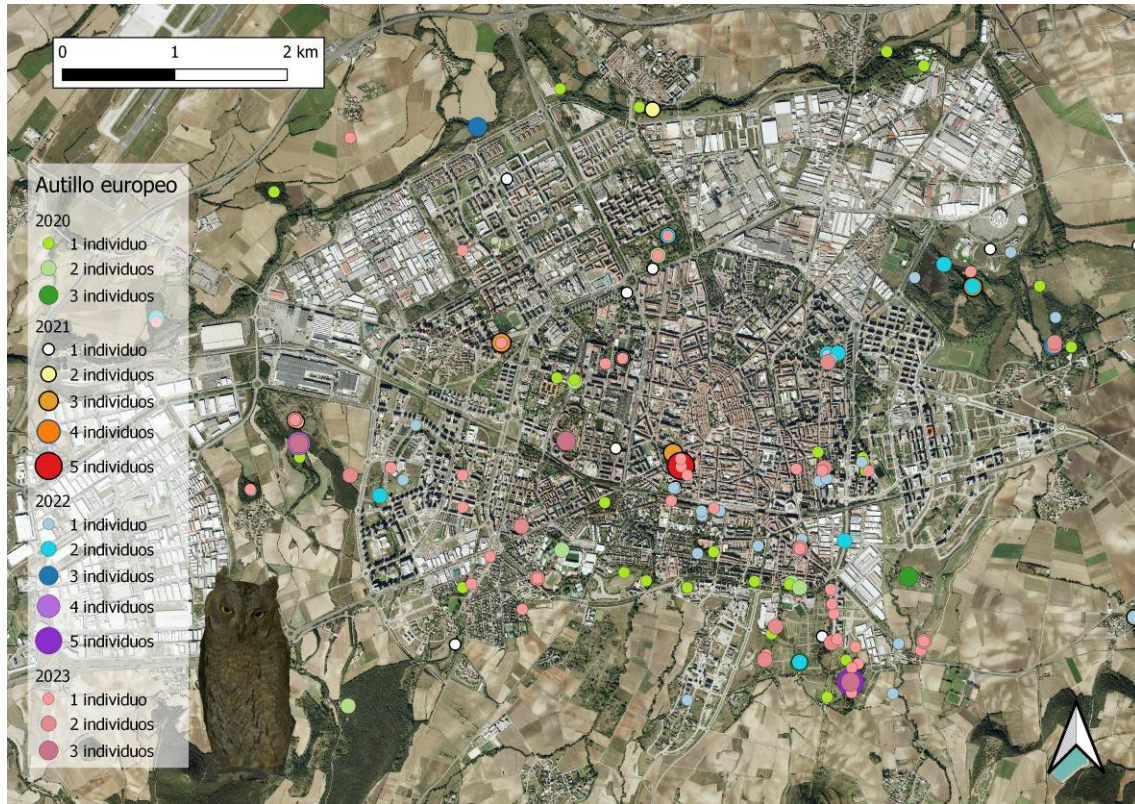 0 1 2 km
Autillo europeo
2020
1 individuo
2 individuos
3 individuos
2021
1 individuo
2 individuos
3 individuos
4 individuos
5 individuos
2022
1 individuo
2 individuos
3 individuos
4 individuos
5 individuos
2023
1 individuo
2 individuos
3 individuos